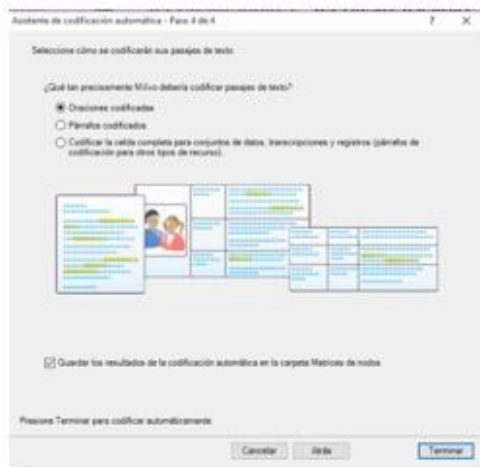 Asistente de codificación automática - Paso 4 de 4
? ×
Seleccione cómo se codificarán sus pasajes de texto
¿Qué tan precisamente NVivo debería codificar pasajes de texto?
Oraciones codificadas
Párrafos codificados
Codificar la celda completa para conjuntos de datos, transcripciones y registros (párrafos de
codificación para otros tipos de recurso).
Guardar los resultados de la codificación automática en la carpeta Matrices de nodos
Presione Terminar para codificar automáticamente.
Cancelar Atrás Terminar